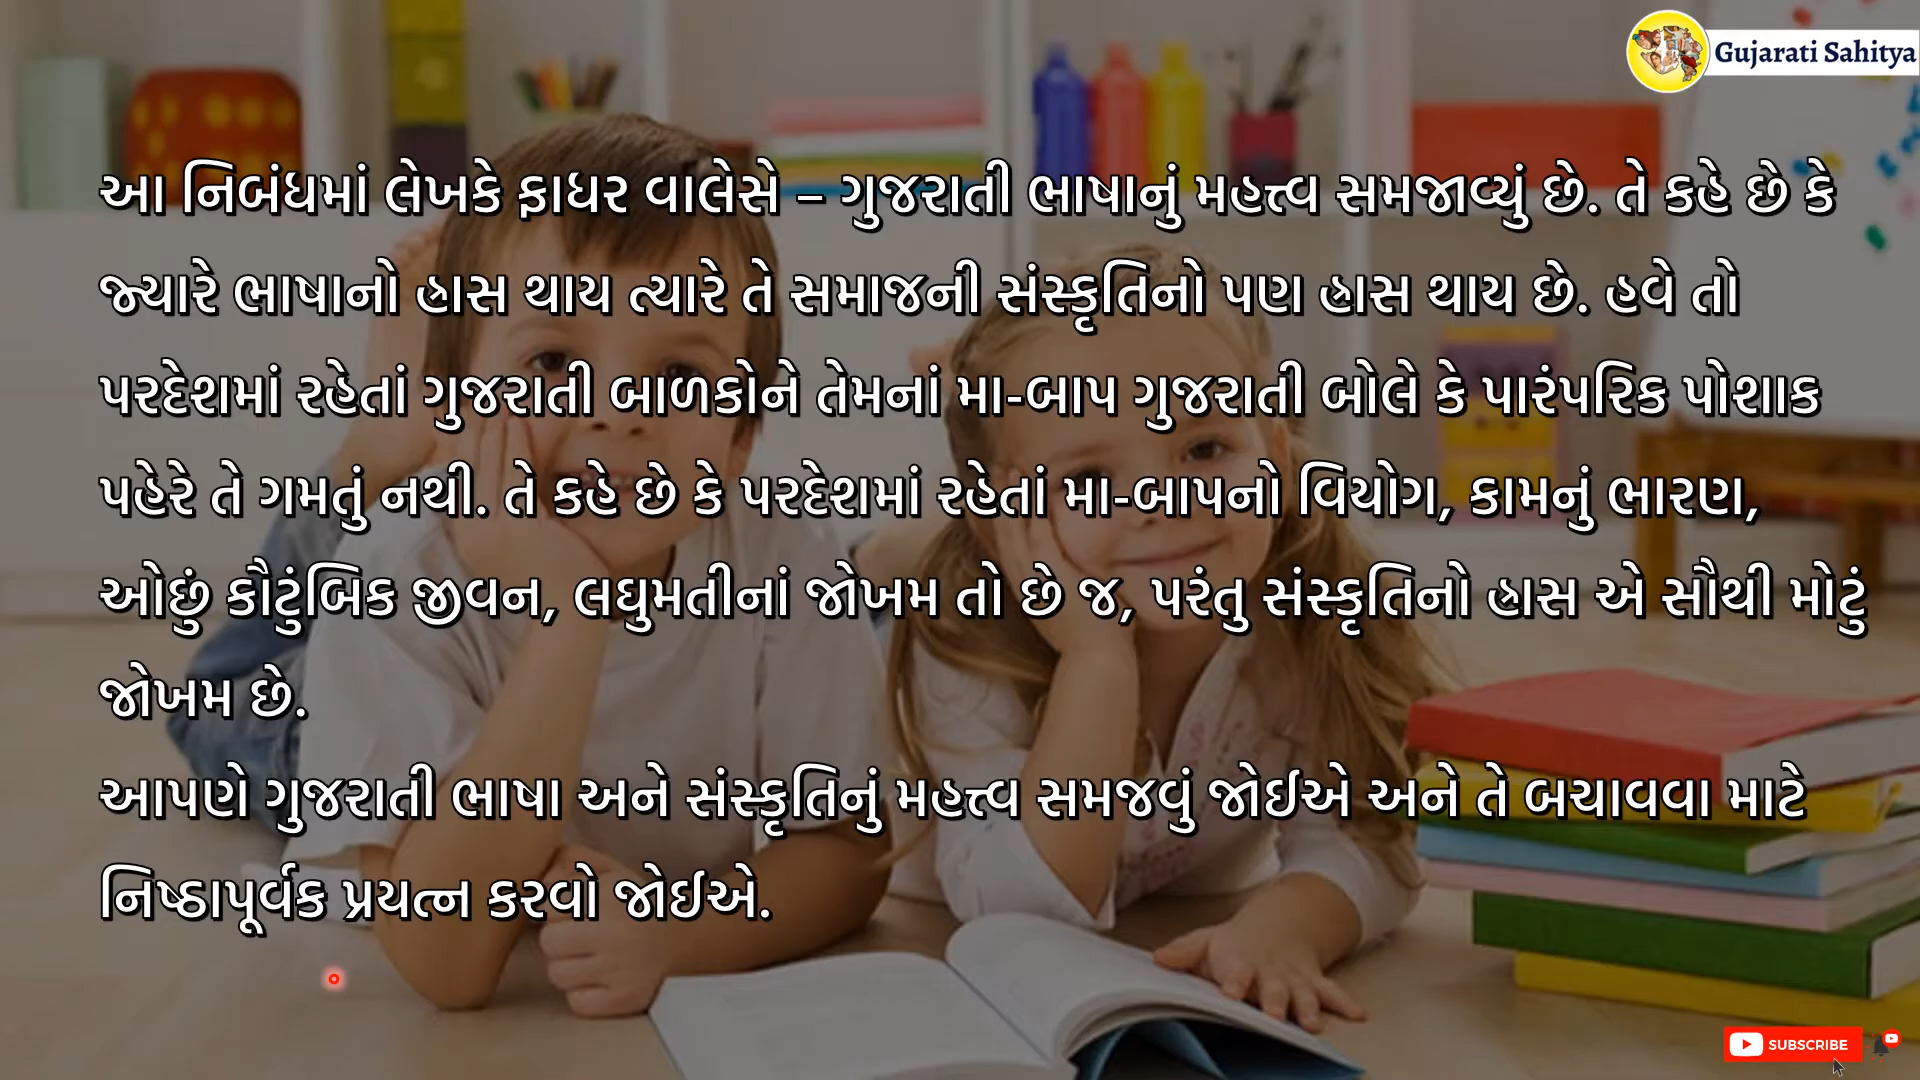 Gujarati Sahitya
આ નિબંધમાં લેખકે ફાધર વાલેસે – ગુજરાતી ભાષાનું મહત્ત્વ સમજાવ્યું છે. તે કહે છે કે
જ્યારે ભાષાનો હ્રાસ થાય ત્યારે તે સમાજની સંસ્કૃતિનો પણ હ્રાસ થાય છે. હવે તો
પરદેશમાં રહેતાં ગુજરાતી બાળકોને તેમનાં મા-બાપ ગુજરાતી બોલે કે પારંપરિક પોશાક
પહેરે તે ગમતું નથી. તે કહે છે કે પરદેશમાં રહેતાં મા-બાપનો વિયોગ, કામનું ભારણ,
ઓછું કૌટુંબિક જીવન, લઘુમતીનાં જોખમ તો છે જ, પરંતુ સંસ્કૃતિનો હ્રાસ એ સૌથી મોટું
જોખમ છે.
આપણે ગુજરાતી ભાષા અને સંસ્કૃતિનું મહત્ત્વ સમજવું જોઈએ અને તે બચાવવા માટે
નિષ્ઠાપૂર્વક પ્રયત્ન કરવો જોઈએ.
SUBSCRIBE